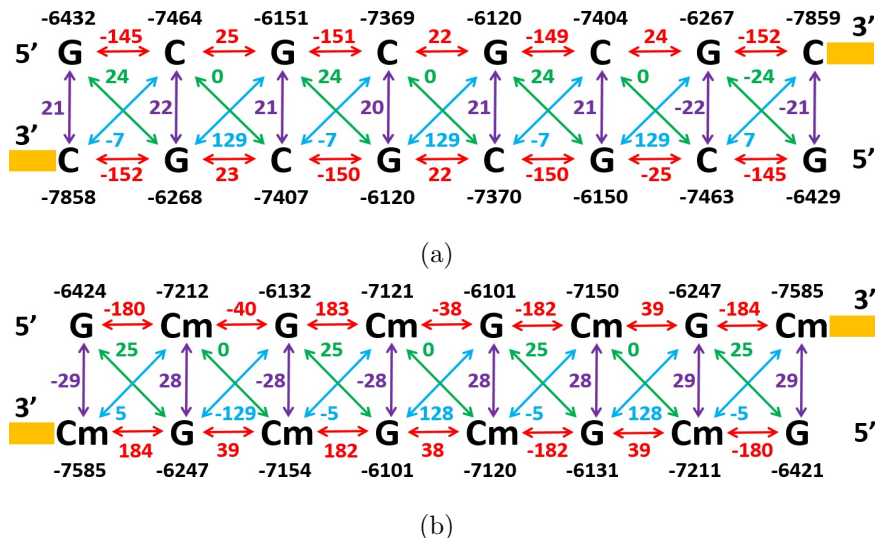 -6432 -7464 -6151 -7369 -6120 -7404 -6267 -7859 3’
5’ G -145 C 25 G -151 C 22 G -149 C 24 G -152 C
24 0 24 0 24 0 -24
21 22 21 20 21 21 -22 -21
3’ -7 129 -7 129 -7 129 7
C -152 G 23 C -150 G 22 C -150 G -25 C -145 G 5’
-7858 -6268 -7407 -6120 -7370 -6150 -7463 -6429
(a)
-6424 -7212 -6132 -7121 -6101 -7150 -6247 -7585 3’
5’ G -180 Cm -40 G 183 Cm -38 G -182 Cm 39 G -184 Cm
25 0 25 0 25 0 25
-29 28 -28 -28 28 28 29 29
3’ 5 -129 -5 128 -5 128 -5
Cm 184 G 39 Cm 182 G 38 Cm -182 G 39 Cm -180 G 5’
-7585 -6247 -7154 -6101 -7120 -6131 -7211 -6421
(b)